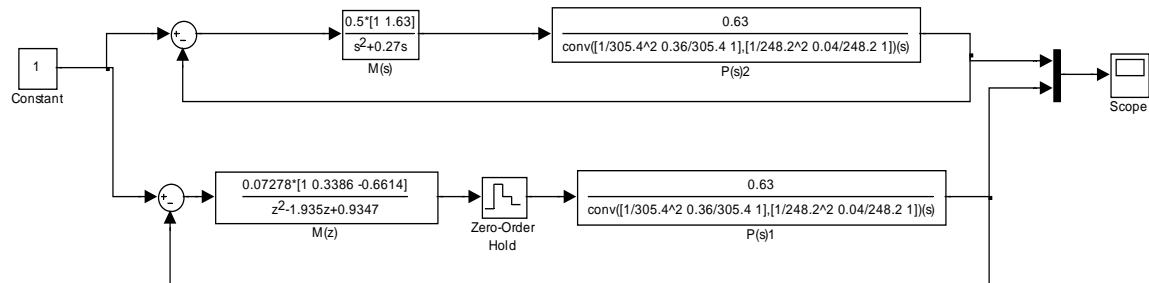 1
Constant
+
-
0.5*[1 1.63]
s²+0.27s
M(s)
0.63
conv([1/305.4^2 0.36/305.4 1],[1/248.2^2 0.04/248.2 1])(s)
P(s)2
Scope
+
-
0.07278*[1 0.3386 -0.6614]
z²-1.935z+0.9347
M(z)
Zero-Order
Hold
0.63
conv([1/305.4^2 0.36/305.4 1],[1/248.2^2 0.04/248.2 1])(s)
P(s)1